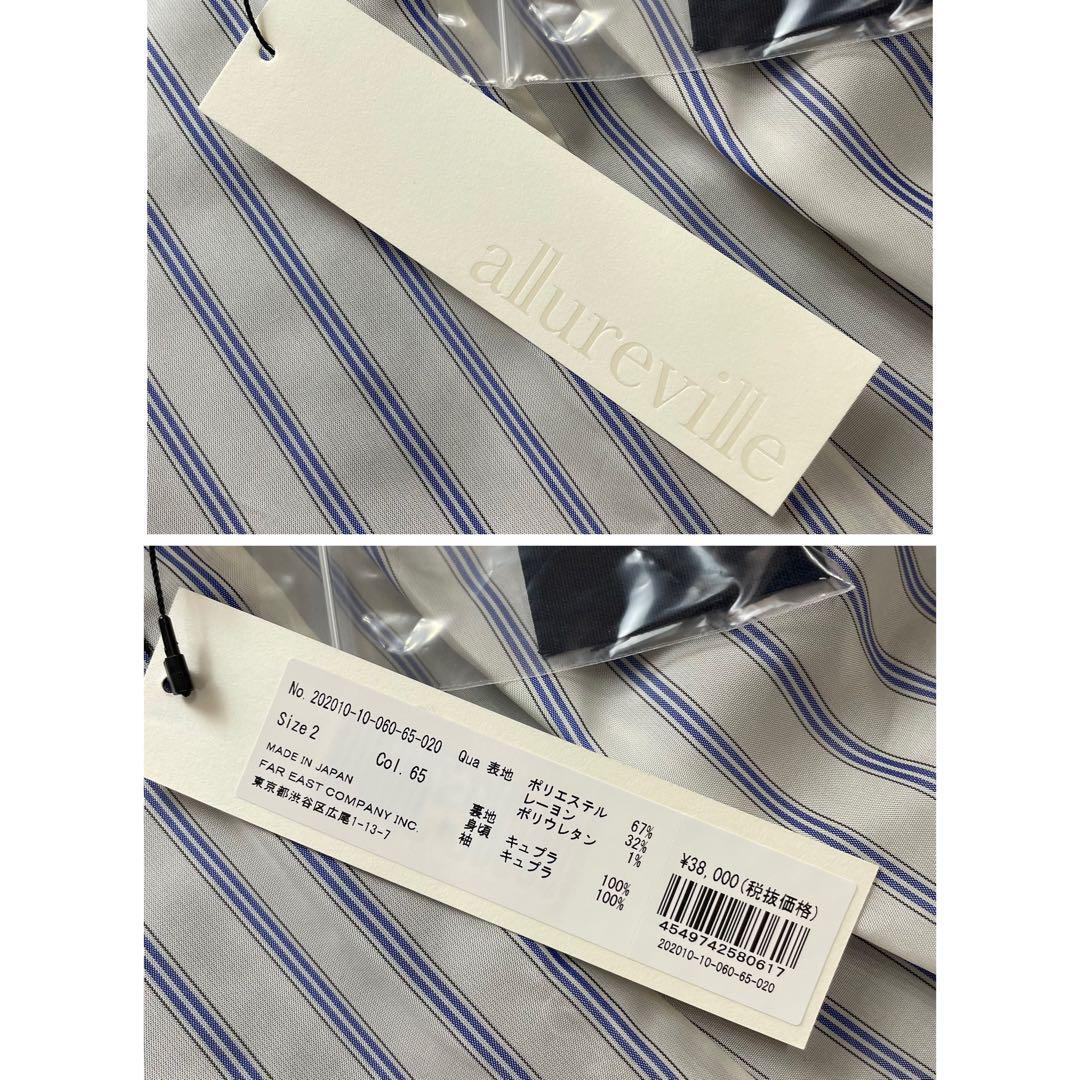 allureville
No. 202010-10-060-65-020
Size 2 Col. 65
MADE IN JAPAN
FAR EAST COMPANY INC.
東京都渋谷区広尾1-13-7
Qua 表地 ポリエステル 67%
レーヨン 32%
ポリウレタン 1%
裏地
身頃 キュプラ 100%
袖 キュプラ 100%
¥38,000(税抜価格)
4549742580617
202010-10-060-65-020